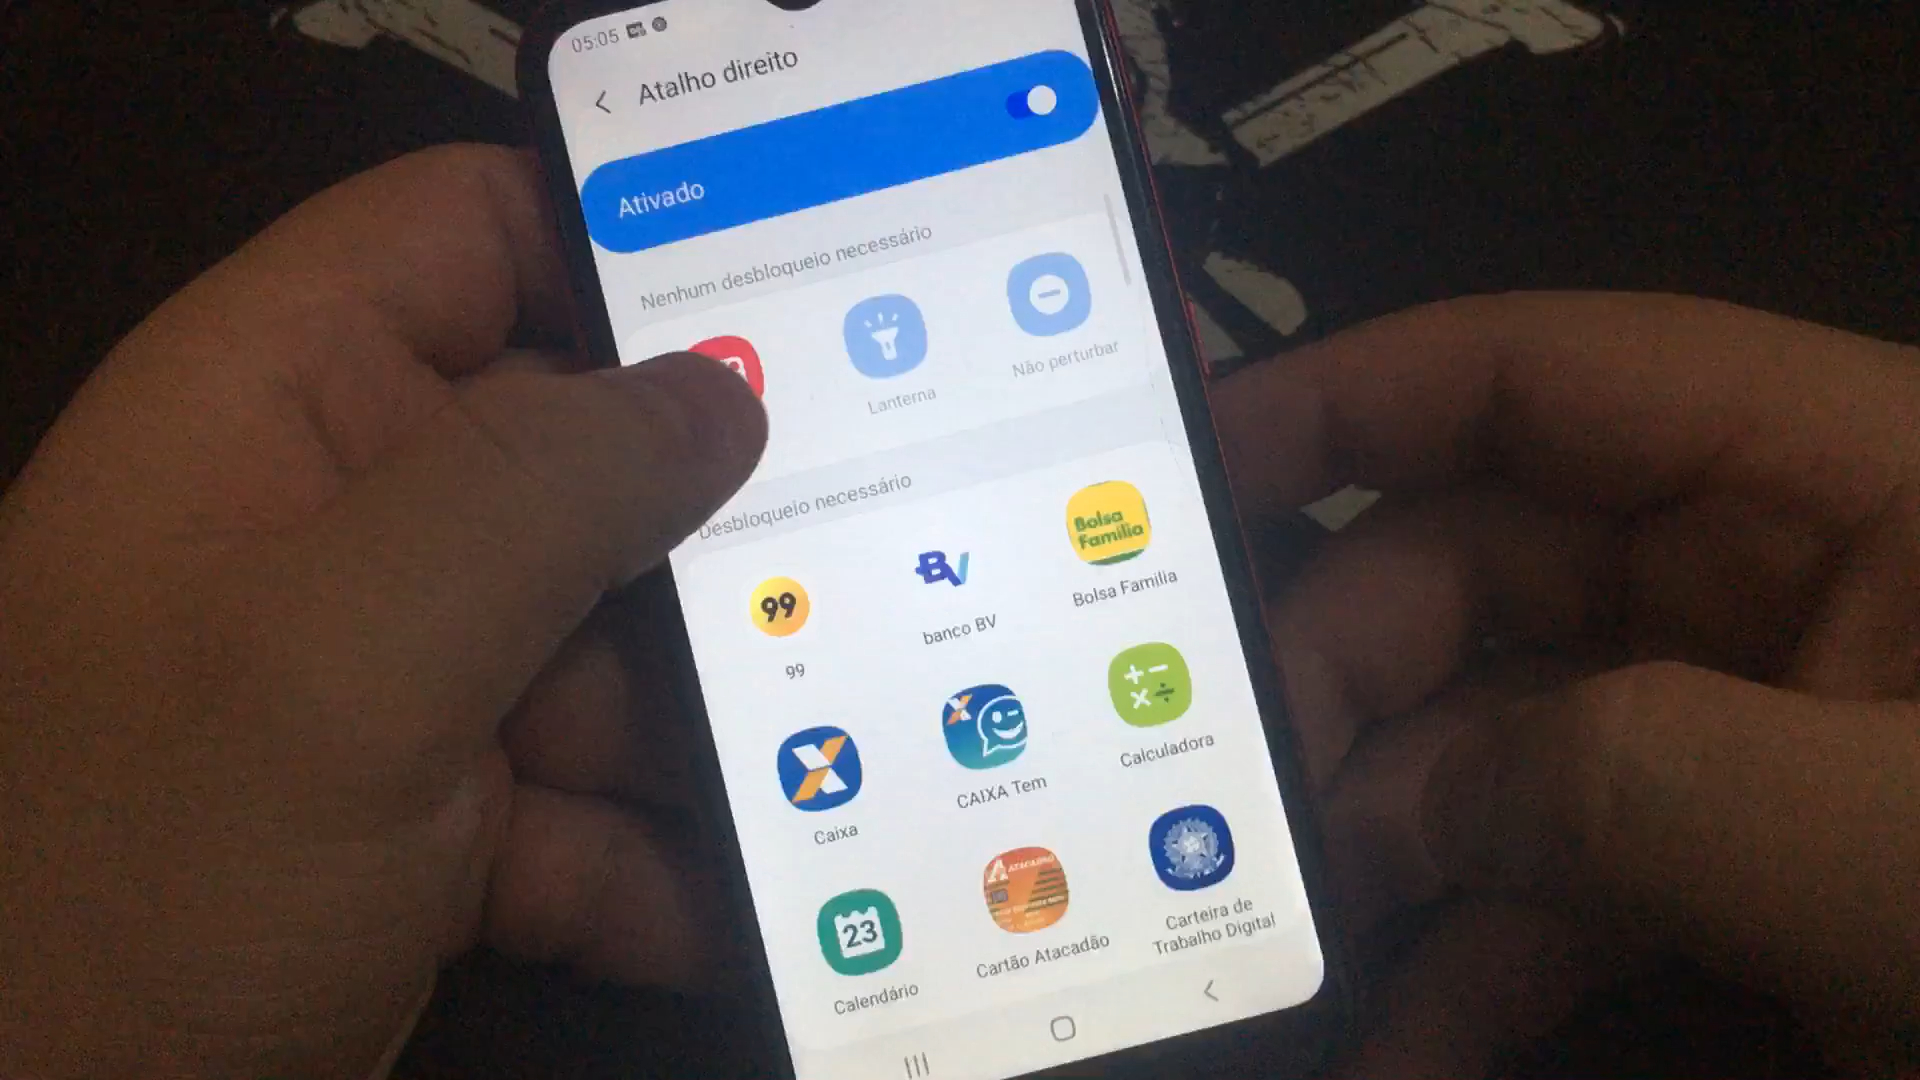 05:05
Atalho direito
Ativado
Nenhum desbloqueio necessário
Lanterna
Não perturbar
Desbloqueio necessário
99
99
BV
banco BV
Bolsa
Família
Bolsa Família
Caixa
CAIXA Tem
Calculadora
23
Calendário
ATACADÃO
Cartão Atacadão
Carteira de
Trabalho Digital